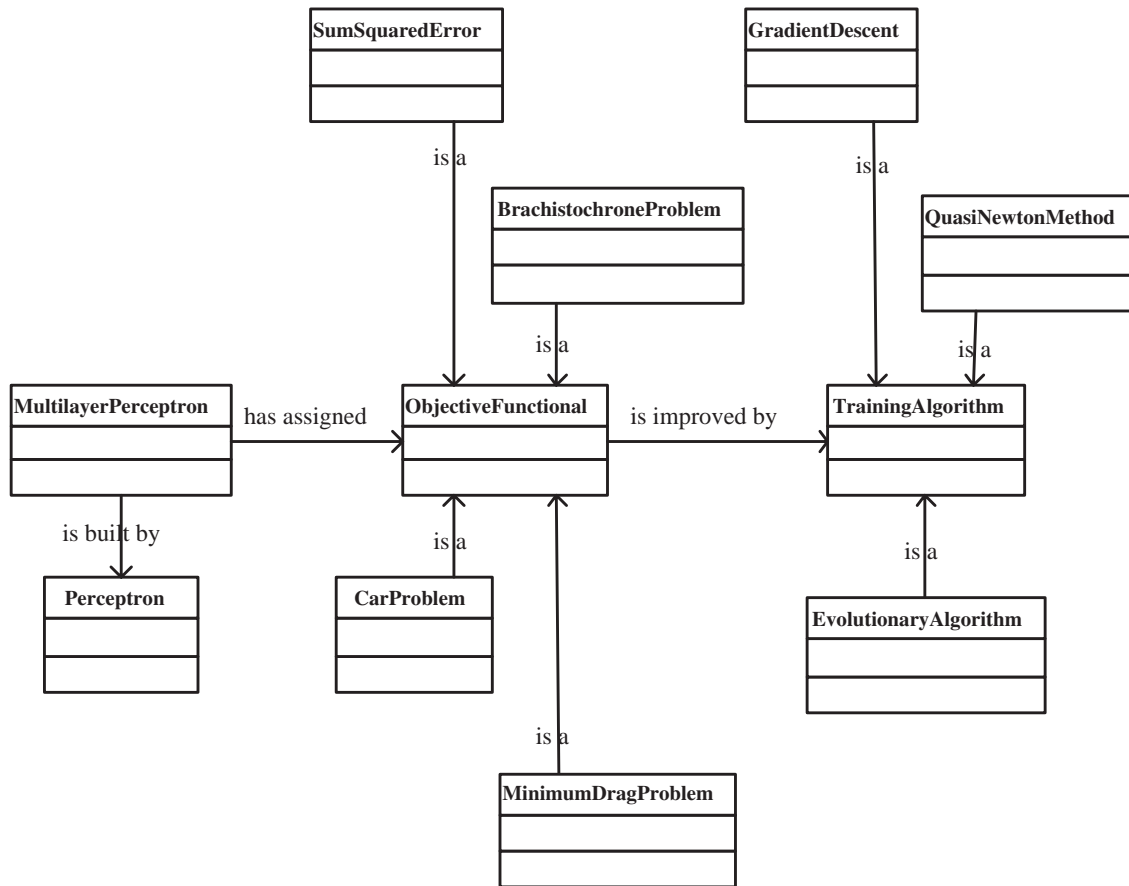 SumSquaredError
GradientDescent
is a
is a
BrachistochroneProblem
QuasiNewtonMethod
is a
is a
MultilayerPerceptron
has assigned
ObjectiveFunctional
is improved by
TrainingAlgorithm
is built by
is a
is a
Perceptron
CarProblem
EvolutionaryAlgorithm
is a
MinimumDragProblem